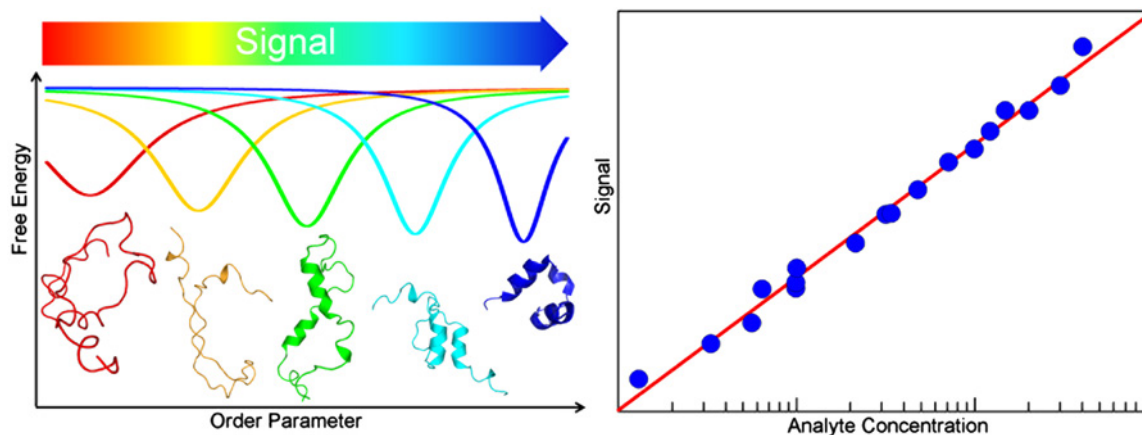 Signal
Free Energy
Order Parameter
Signal
Analyte Concentration